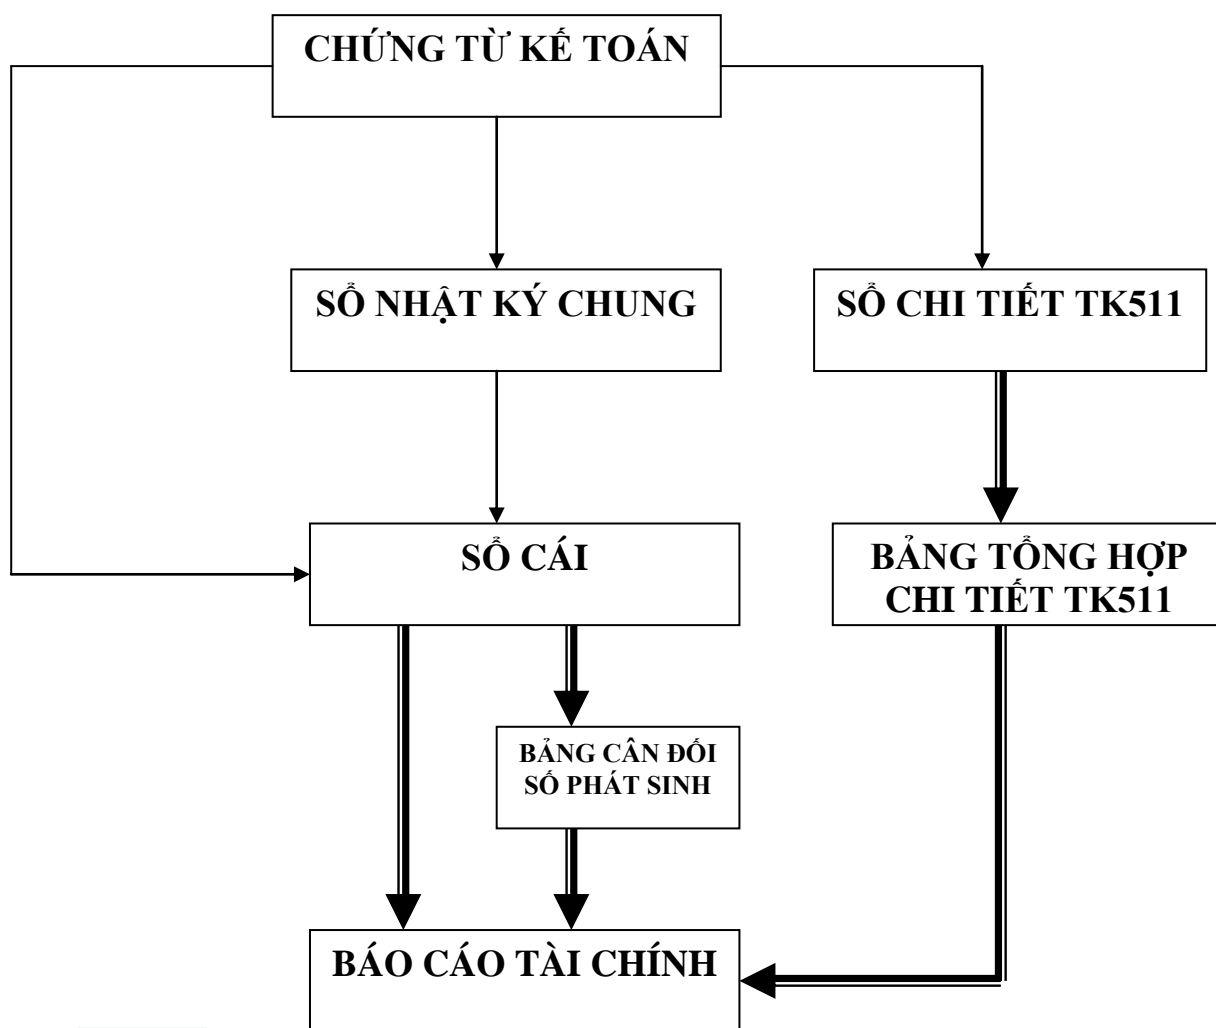 CHỨNG TỪ KẾ TOÁN
SỔ NHẬT KÝ CHUNG
SỔ CHI TIẾT TK511
SỔ CÁI
BẢNG TỔNG HỢP
CHI TIẾT TK511
BẢNG CÂN ĐỐI
SỐ PHÁT SINH
BÁO CÁO TÀI CHÍNH